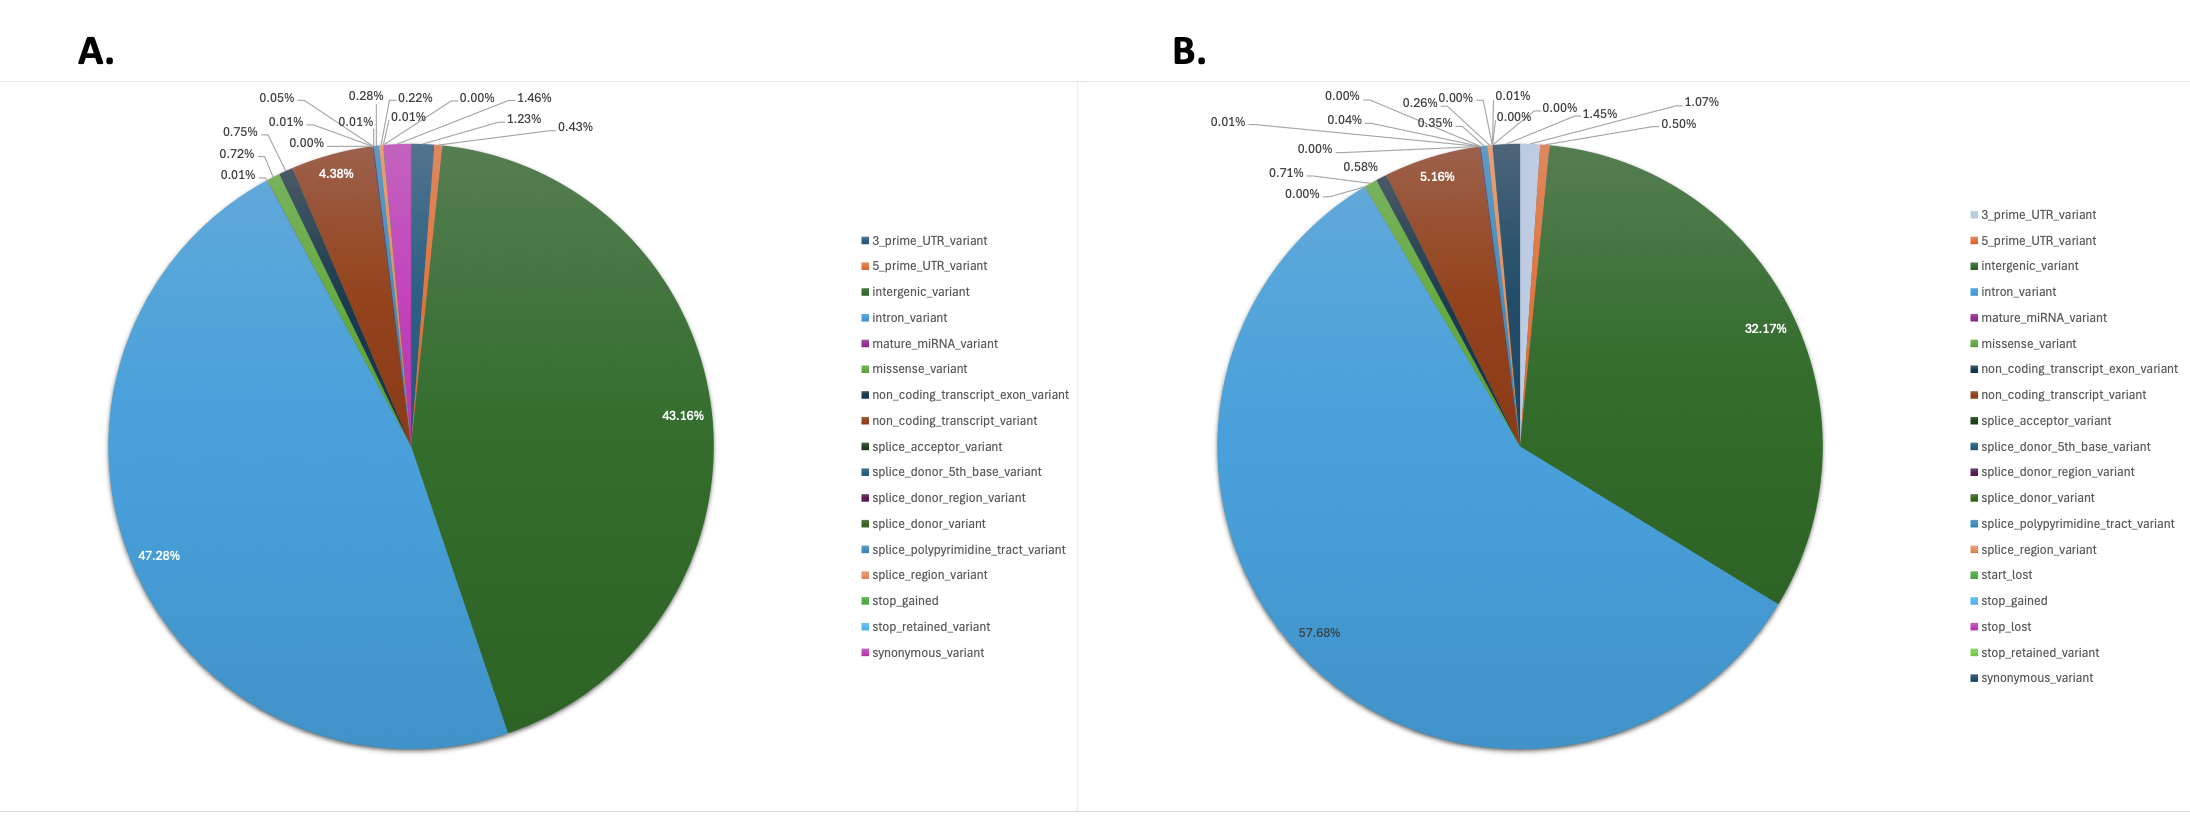 A.
0.05%
0.28%
0.22%
0.00%
1.46%
0.01%
0.01%
0.01%
1.23%
0.43%
0.75%
0.00%
0.72%
0.01%
4.38%
43.16%
47.28%
3_prime_UTR_variant
5_prime_UTR_variant
intergenic_variant
intron_variant
mature_miRNA_variant
missense_variant
non_coding_transcript_exon_variant
non_coding_transcript_variant
splice_acceptor_variant
splice_donor_5th_base_variant
splice_donor_region_variant
splice_donor_variant
splice_polypyrimidine_tract_variant
splice_region_variant
stop_gained
stop_retained_variant
synonymous_variant
B.
0.00%
0.26%
0.00%
0.01%
0.00%
1.45%
1.07%
0.01%
0.04%
0.35%
0.00%
0.50%
0.00%
0.71%
0.58%
0.00%
5.16%
32.17%
57.68%
3_prime_UTR_variant
5_prime_UTR_variant
intergenic_variant
intron_variant
mature_miRNA_variant
missense_variant
non_coding_transcript_exon_variant
non_coding_transcript_variant
splice_acceptor_variant
splice_donor_5th_base_variant
splice_donor_region_variant
splice_donor_variant
splice_polypyrimidine_tract_variant
splice_region_variant
start_lost
stop_gained
stop_lost
stop_retained_variant
synonymous_variant